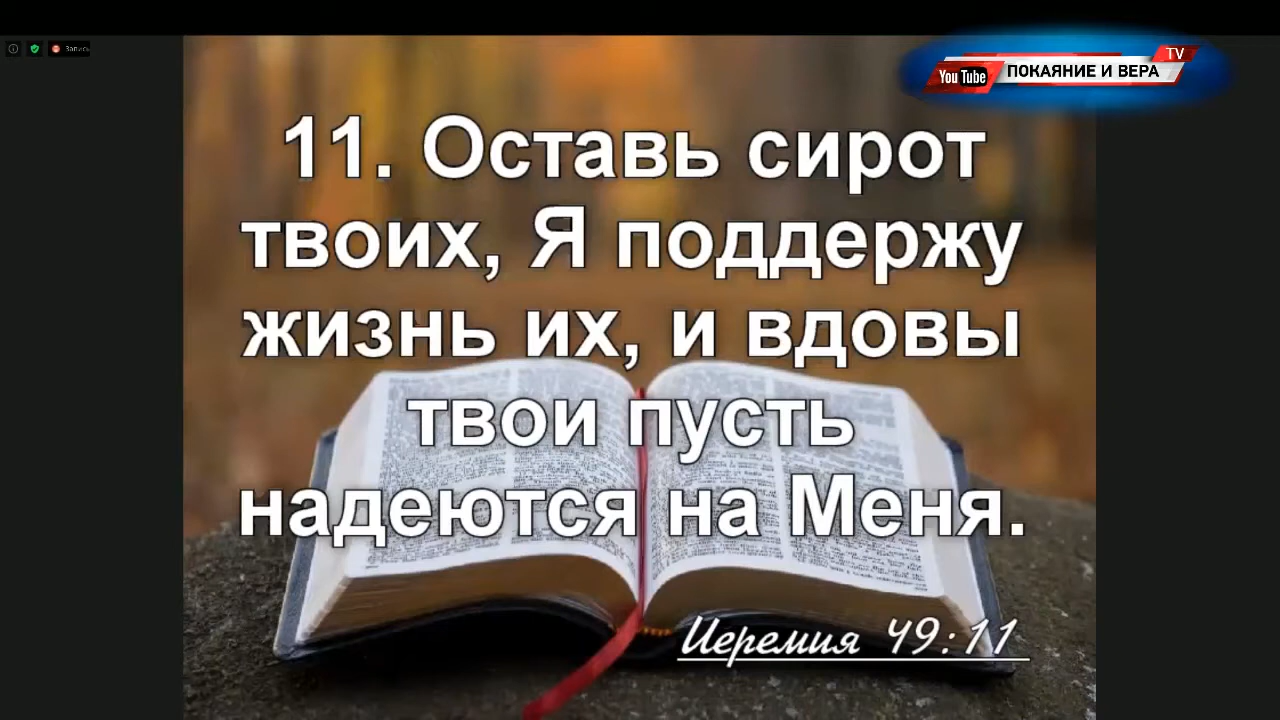 Запись
TV
You Tube
ПОКАЯНИЕ И ВЕРА
11. Оставь сирот
твоих, Я поддержу
жизнь их, и вдовы
твои пусть
надеются на Меня.
Иеремия 49:11